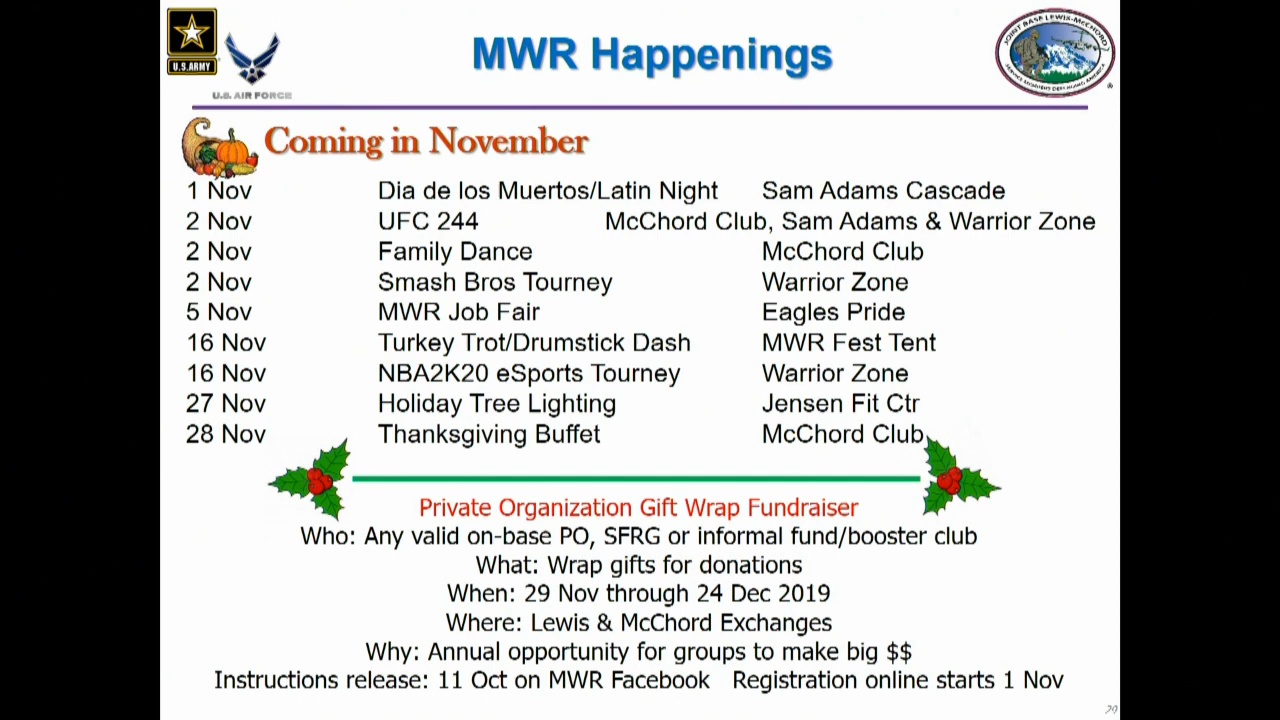 U.S. ARMY
U.S. AIR FORCE
MWR Happenings
JOINT BASE LEWIS-McCHORD
Coming in November
1 Nov Dia de los Muertos/Latin Night Sam Adams Cascade
2 Nov UFC 244 McChord Club, Sam Adams & Warrior Zone
2 Nov Family Dance McChord Club
2 Nov Smash Bros Tourney Warrior Zone
5 Nov MWR Job Fair Eagles Pride
16 Nov Turkey Trot/Drumstick Dash MWR Fest Tent
16 Nov NBA2K20 eSports Tourney Warrior Zone
27 Nov Holiday Tree Lighting Jensen Fit Ctr
28 Nov Thanksgiving Buffet McChord Club
Private Organization Gift Wrap Fundraiser
Who: Any valid on-base PO, SFRG or informal fund/booster club
What: Wrap gifts for donations
When: 29 Nov through 24 Dec 2019
Where: Lewis & McChord Exchanges
Why: Annual opportunity for groups to make big $$
Instructions release: 11 Oct on MWR Facebook Registration online starts 1 Nov
29